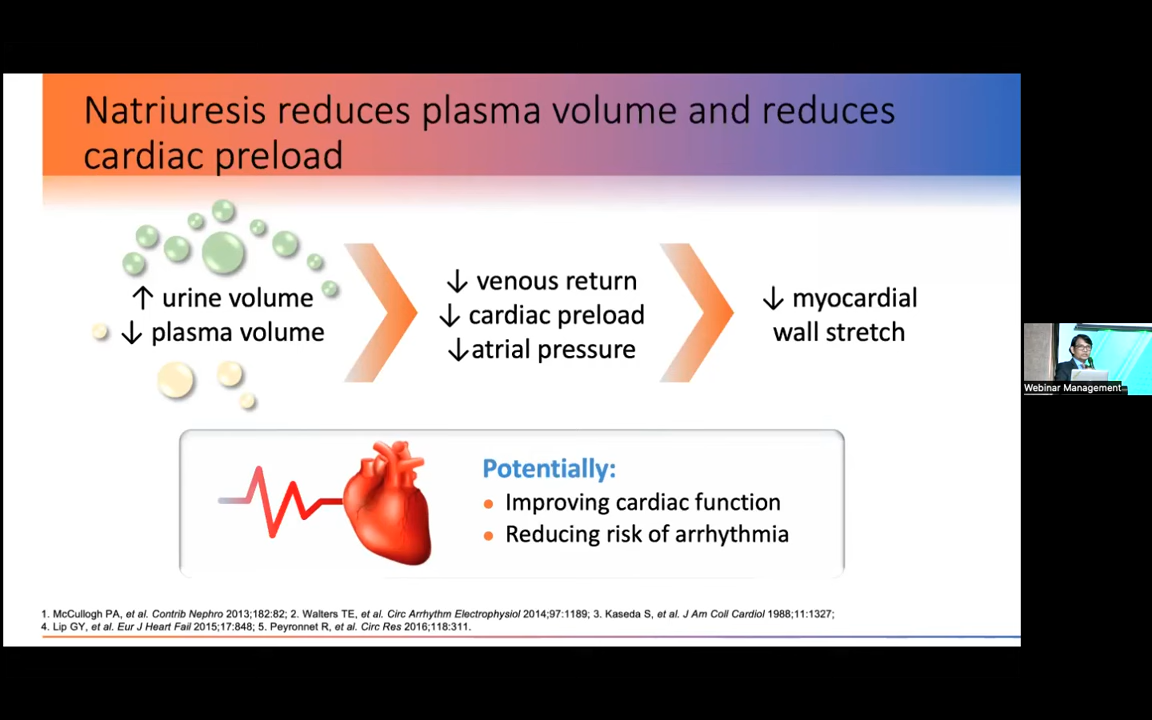 Natriuresis reduces plasma volume and reduces
cardiac preload
↑ urine volume
↓ plasma volume
↓ venous return
↓ cardiac preload
↓atrial pressure
↓ myocardial
wall stretch
Potentially:
• Improving cardiac function
• Reducing risk of arrhythmia
1. McCullogh PA, et al. Contrib Nephro 2013;182:82; 2. Walters TE, et al. Circ Arrhythm Electrophysiol 2014;97:1189; 3. Kaseda S, et al. J Am Coll Cardiol 1988;11:1327;
4. Lip GY, et al. Eur J Heart Fail 2015;17:848; 5. Peyronnet R, et al. Circ Res 2016;118:311.
Webinar Management...